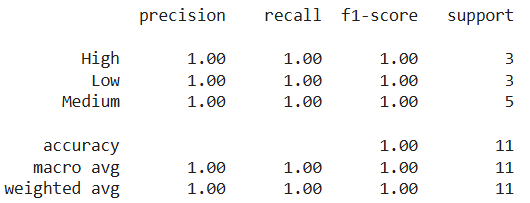 precision recall f1-score support
High 1.00 1.00 1.00 3
Low 1.00 1.00 1.00 3
Medium 1.00 1.00 1.00 5
accuracy 1.00 11
macro avg 1.00 1.00 1.00 11
weighted avg 1.00 1.00 1.00 11